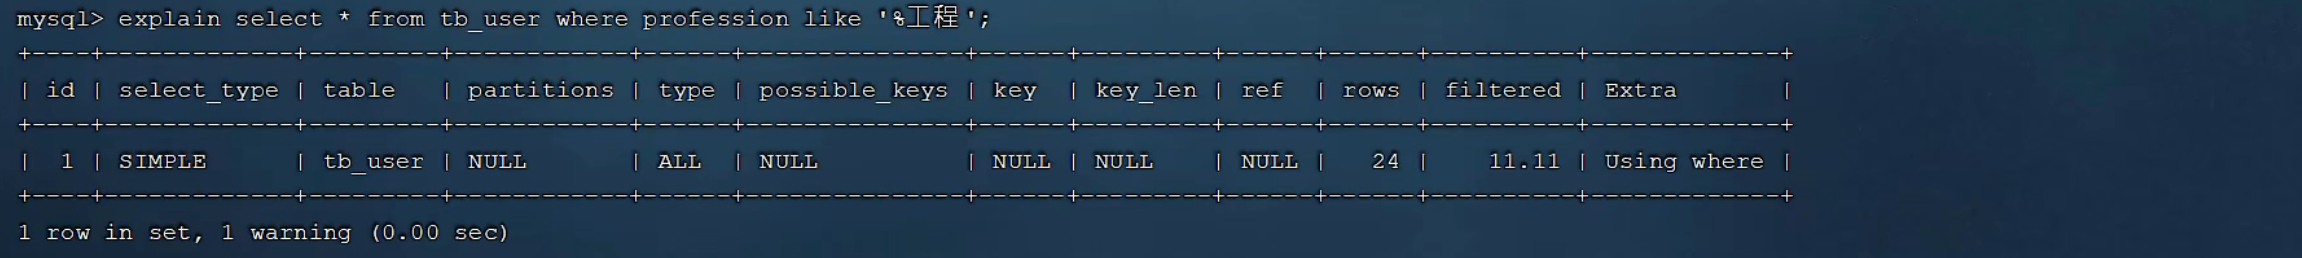 mysql> explain select * from tb_user where profession like '%工程';
+----+-------------+---------+------------+------+---------------+------+---------+------+------+----------+-------------+
| id | select_type | table   | partitions | type | possible_keys | key  | key_len | ref  | rows | filtered | Extra       |
+----+-------------+---------+------------+------+---------------+------+---------+------+------+----------+-------------+
|  1 | SIMPLE      | tb_user | NULL       | ALL  | NULL          | NULL | NULL    | NULL |   24 |    11.11 | Using where |
+----+-------------+---------+------------+------+---------------+------+---------+------+------+----------+-------------+
1 row in set, 1 warning (0.00 sec)